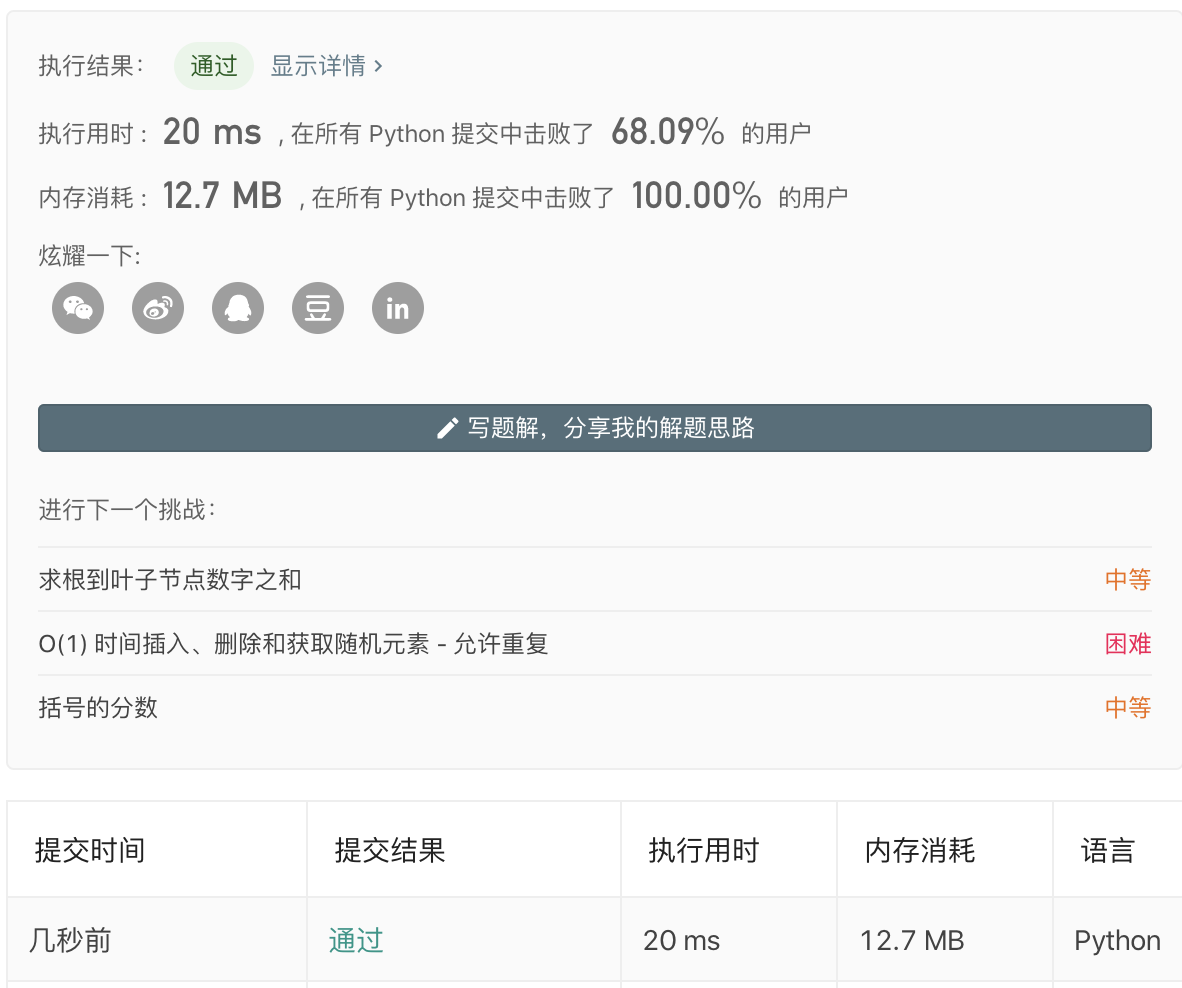 执行结果： 通过 显示详情 >
执行用时 : 20 ms , 在所有 Python 提交中击败了 68.09% 的用户
内存消耗 : 12.7 MB , 在所有 Python 提交中击败了 100.00% 的用户
炫耀一下:
豆 in
写题解，分享我的解题思路
进行下一个挑战：
求根到叶子节点数字之和 中等
O(1) 时间插入、删除和获取随机元素 - 允许重复 困难
括号的分数 中等
提交时间 提交结果 执行用时 内存消耗 语言
几秒前 通过 20 ms 12.7 MB Python